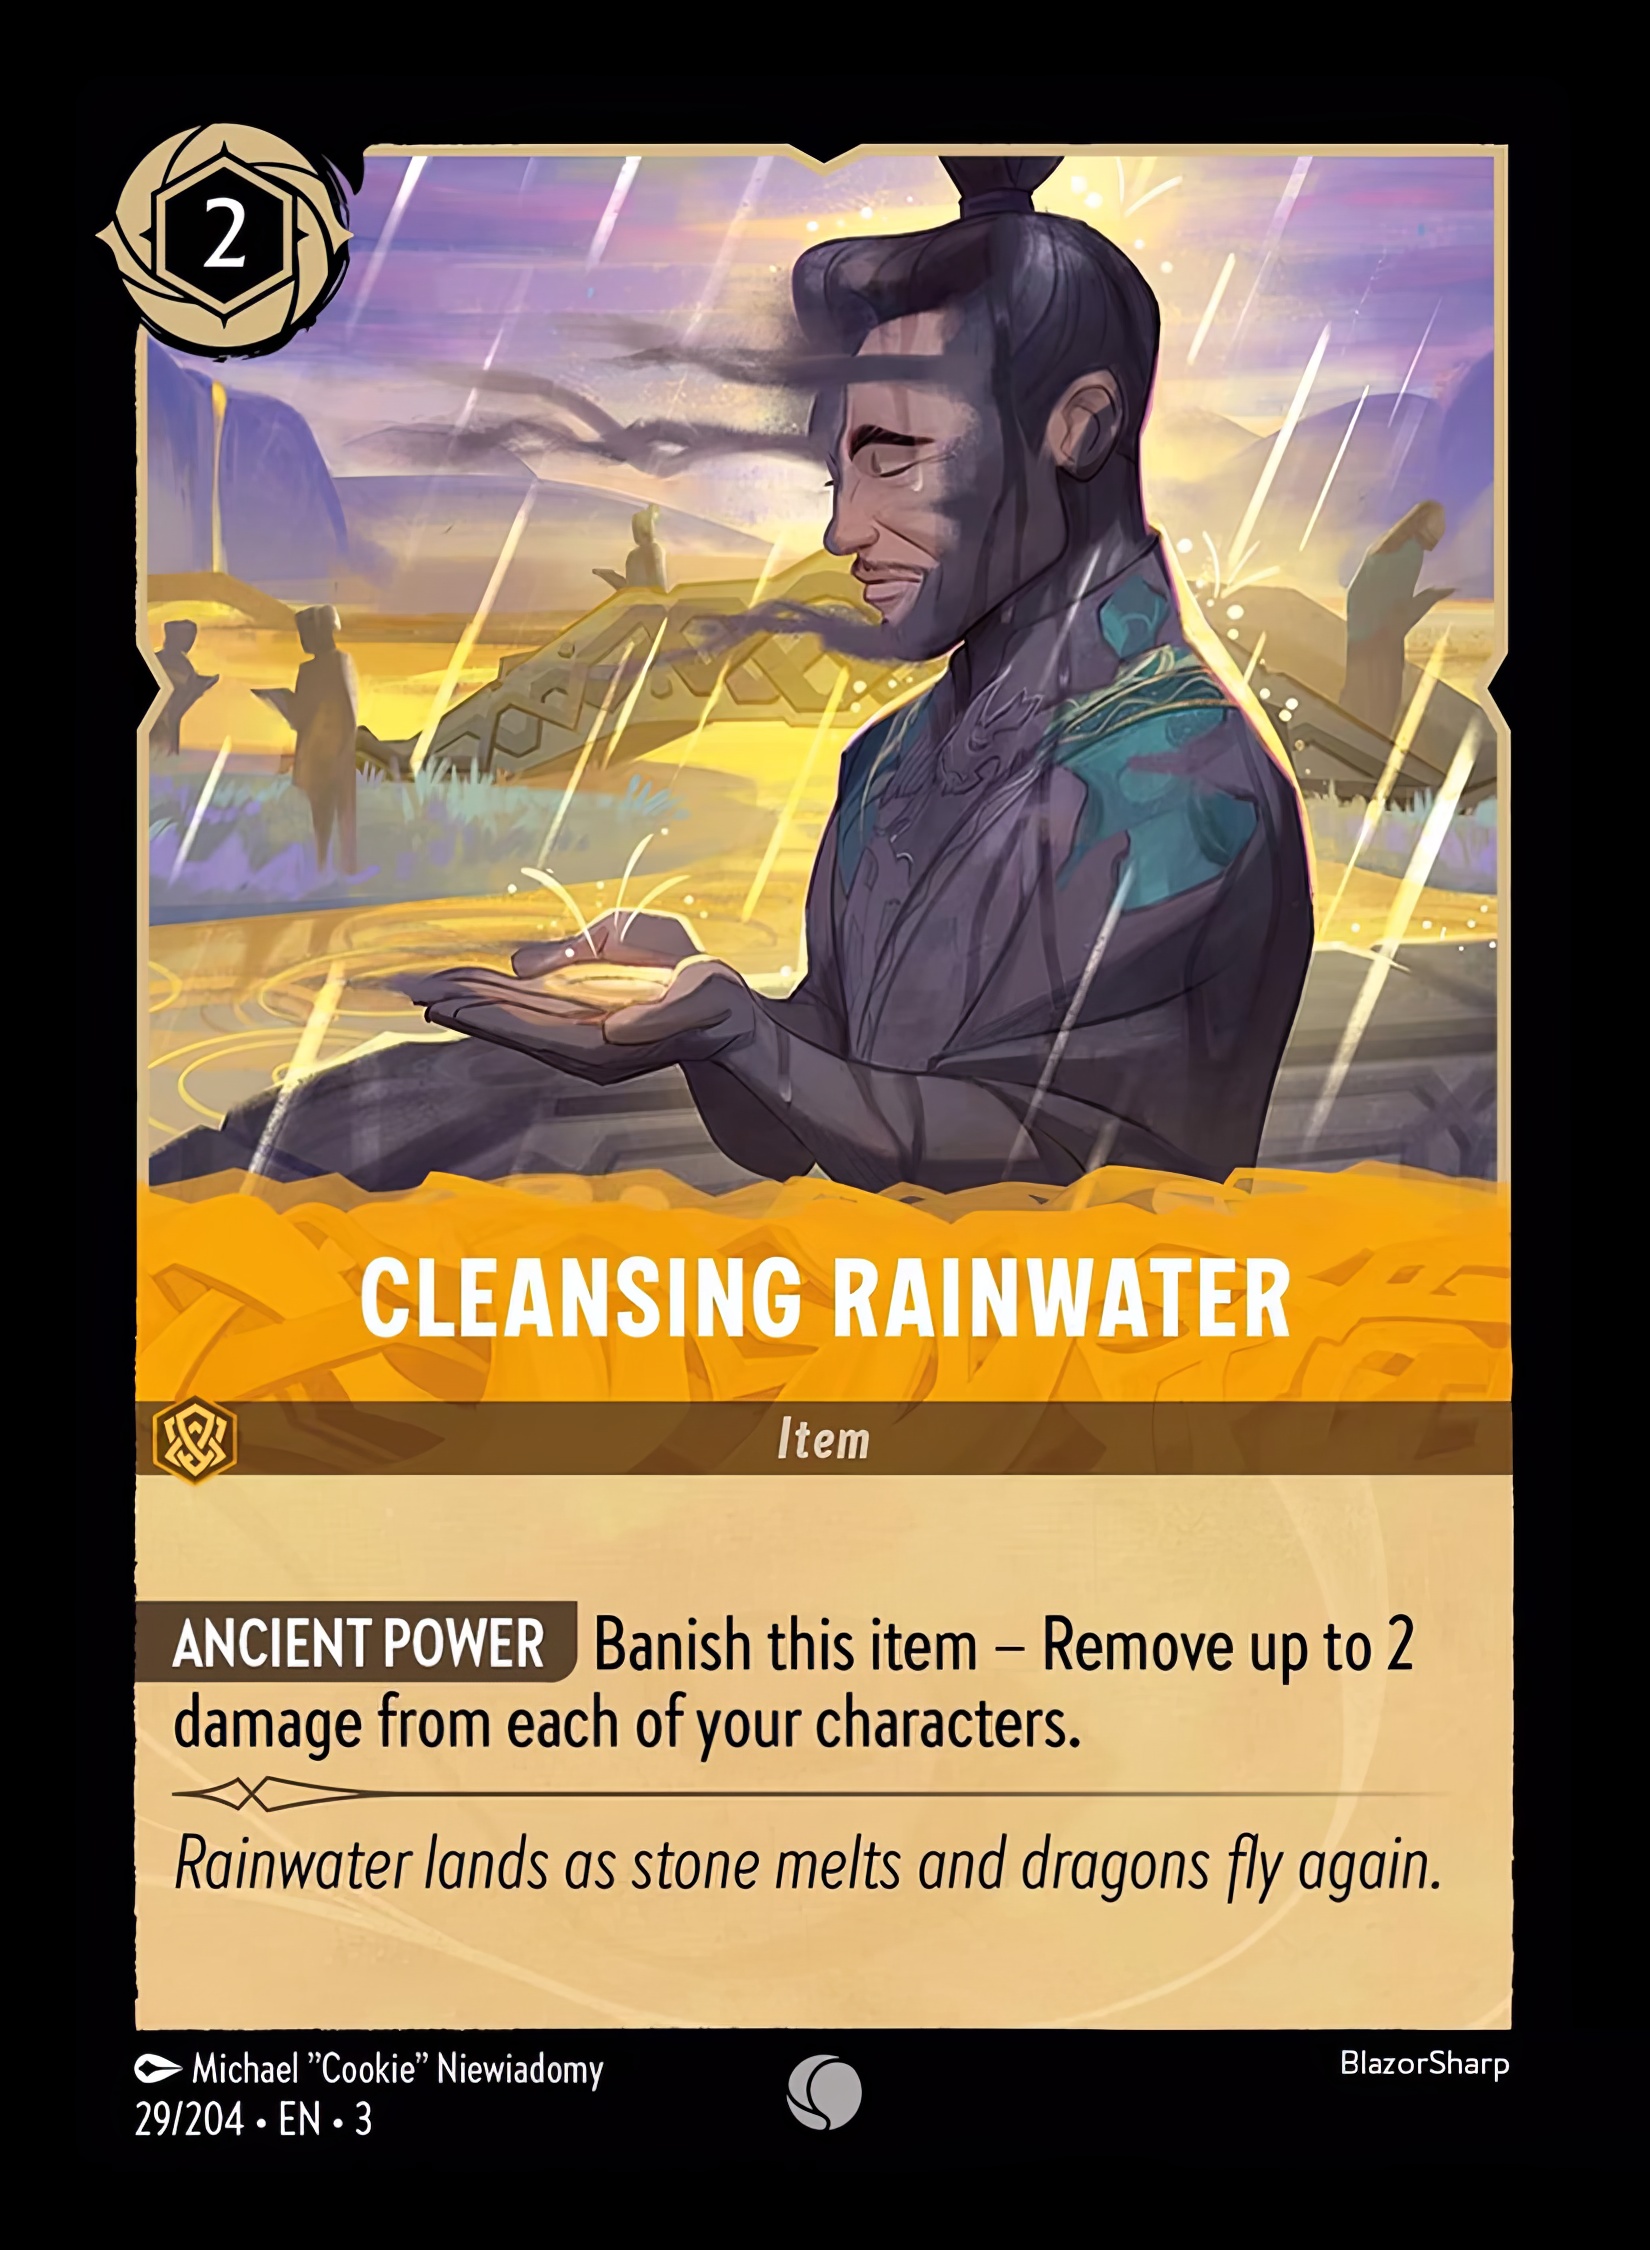 2
CLEANSING RAINWATER
Item
ANCIENT POWER Banish this item – Remove up to 2
damage from each of your characters.
Rainwater lands as stone melts and dragons fly again.
Michael ”Cookie” Niewiadomy
BlazorSharp
29/204 • EN • 3